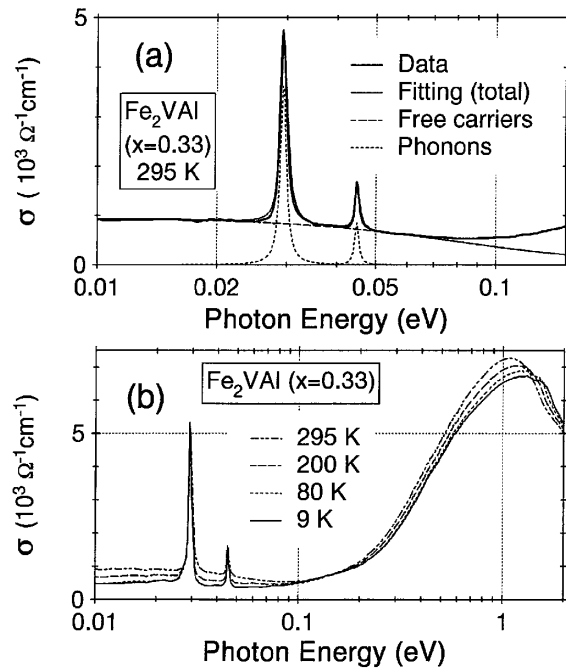 5
(a)
Data
Fitting (total)
Free carriers
Phonons
Fe₂VAl
(x=0.33)
295 K
σ ( 10³ Ω⁻¹cm⁻¹)
0
0.01 0.02 0.05 0.1
Photon Energy (eV)
(b)
Fe₂VAl (x=0.33)
295 K
200 K
80 K
9 K
5
σ (10³ Ω⁻¹cm⁻¹)
0
0.01 0.1 1
Photon Energy (eV)